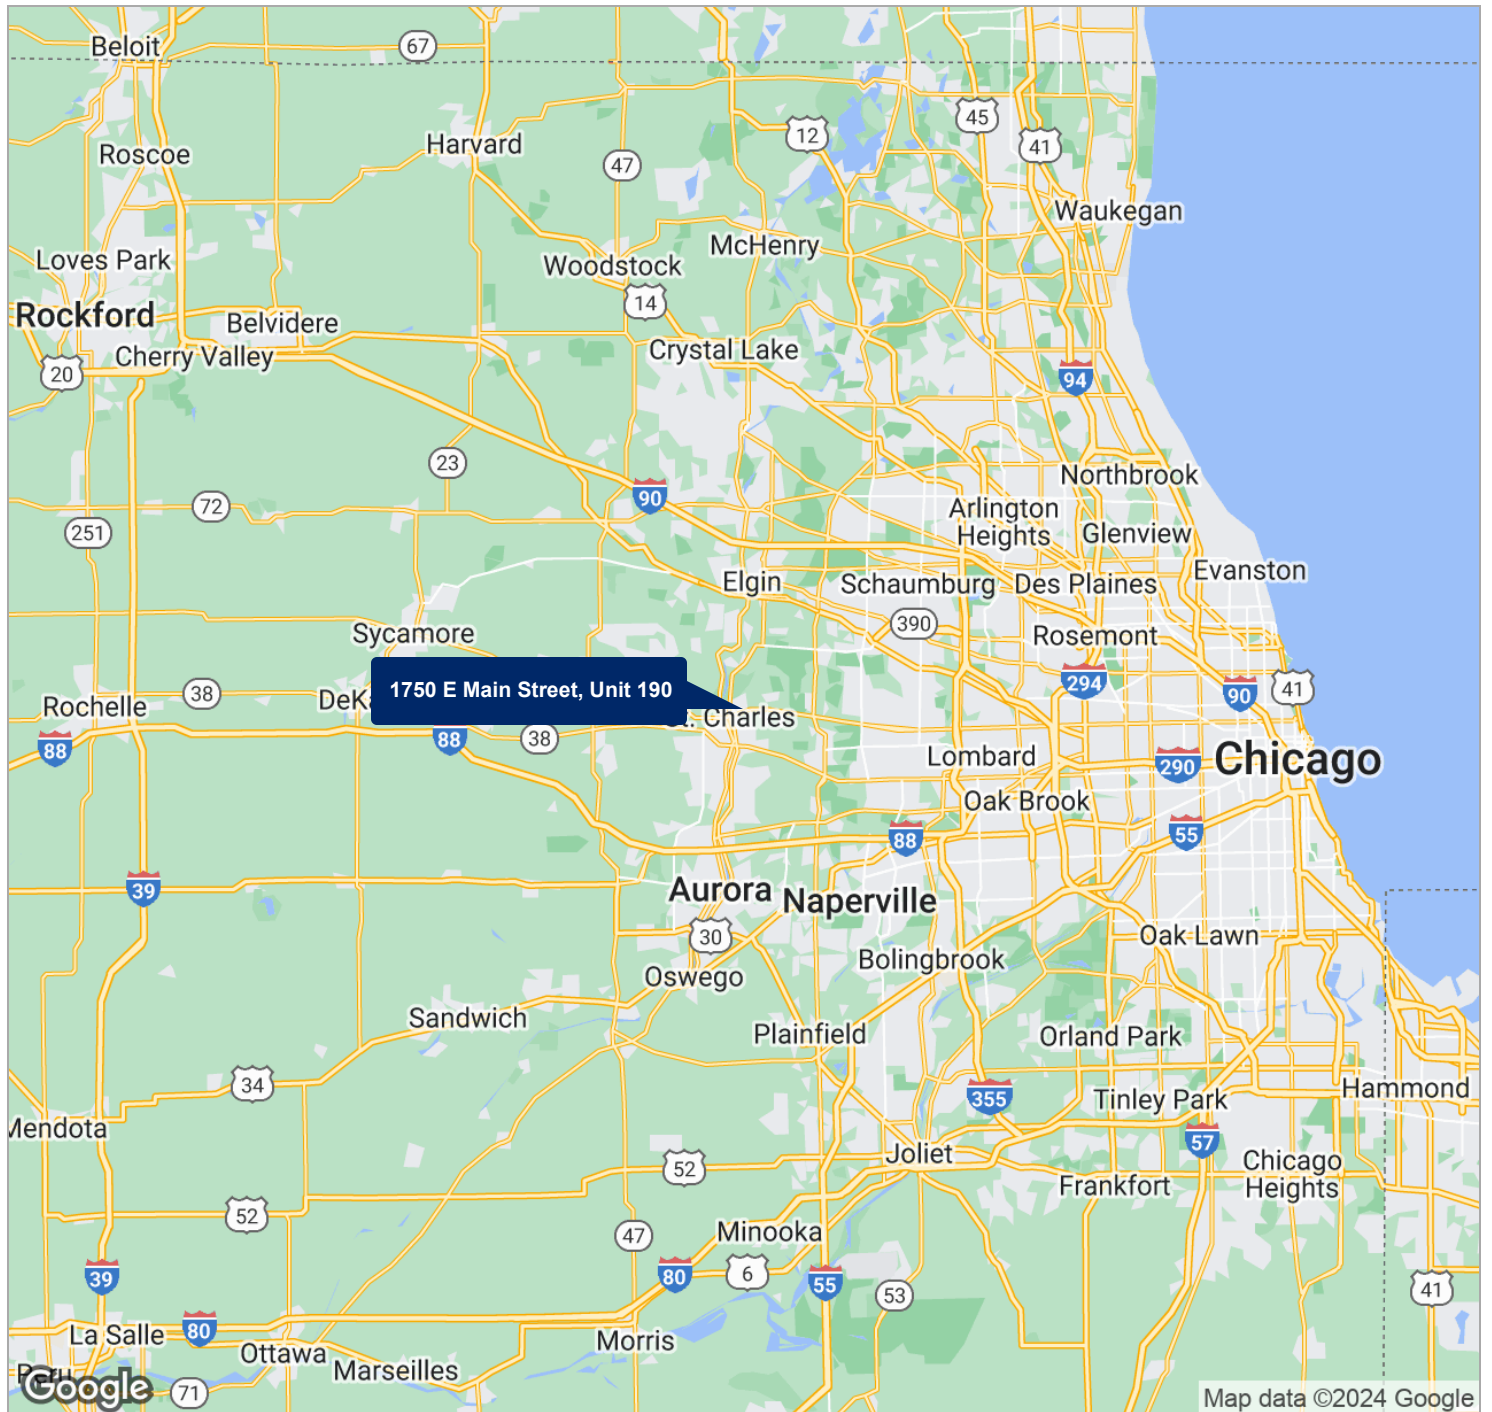 Beloit
67
Harvard
12
45
41
Roscoe
47
Waukegan
McHenry
Loves Park
Woodstock
14
Rockford
Belvidere
Cherry Valley
Crystal Lake
20
94
23
Northbrook
90
72
Arlington
Heights
251
Glenview
Evanston
Elgin
Schaumburg
Des Plaines
390
Sycamore
Rosemont
1750 E Main Street, Unit 190
294
90
41
38
DeKa
Rochelle
St. Charles
88
88
38
Lombard
Chicago
290
Oak Brook
55
88
39
Aurora
Naperville
30
Oak Lawn
Bolingbrook
Oswego
Sandwich
Plainfield
Orland Park
34
355
Tinley Park
Hammond
Mendota
57
Joliet
52
Chicago
Heights
Frankfort
52
47
Minooka
39
80
6
55
53
41
La Salle
80
Morris
Ottawa
Marseilles
Peru
Google
71
Map data ©2024 Google